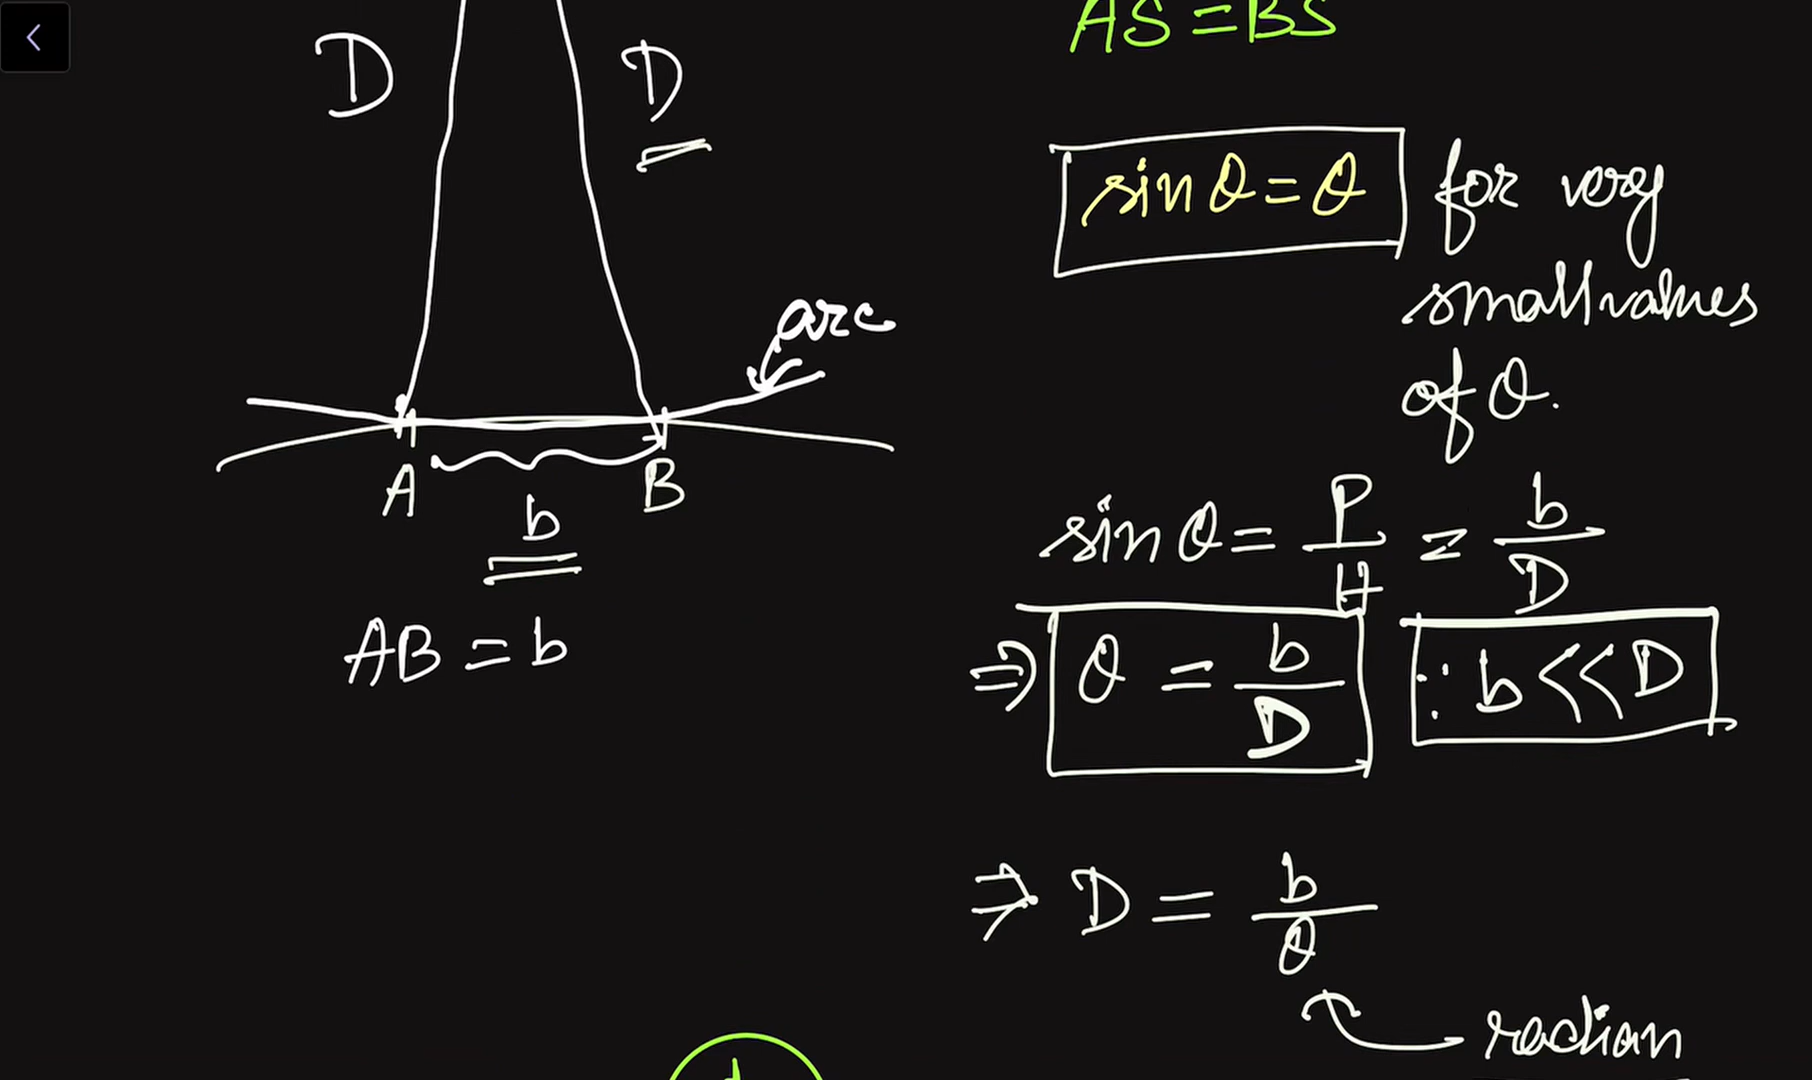 D D
arc
A B
b
AB = b
AS = BS
sin θ = θ for very
small values
of θ.
sin θ = P/H = b/D
⇒ θ = b/D ∵ b << D
⇒ D = b/θ
radian